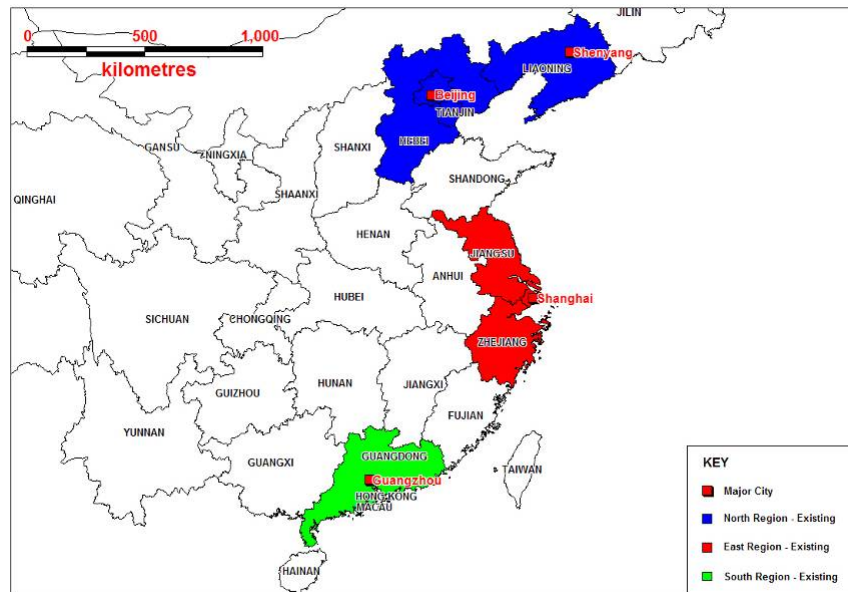 JILIN
0 500 1,000
kilometres
Shenyang
LIAONING
Beijing
TIANJIN
HEBEI
GANSU
ZNINGXIA
SHANXI
SHAANXI
SHANDONG
QINGHAI
HENAN
JIANGSU
ANHUI
HUBEI
Shanghai
SICHUAN
CHONGQING
ZHEJIANG
HUNAN
JIANGXI
GUIZHOU
FUJIAN
YUNNAN
GUANGDONG
GUANGXI
TAIWAN
Guangzhou
HONG KONG
MACAU
HAINAN
KEY
Major City
North Region - Existing
East Region - Existing
South Region - Existing